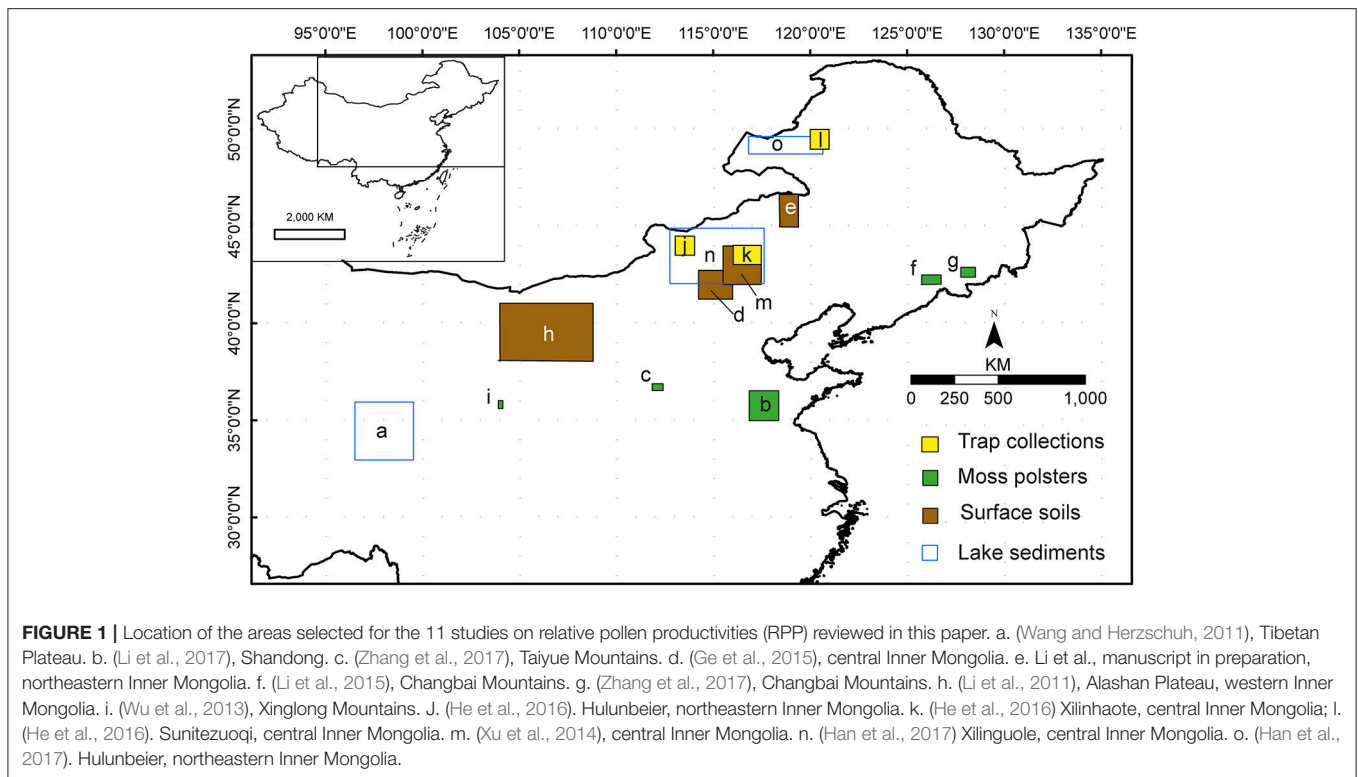 95°0'0"E 100°0'0"E 105°0'0"E 110°0'0"E 115°0'0"E 120°0'0"E 125°0'0"E 130°0'0"E 135°0'0"E
50°0'0"N
45°0'0"N
40°0'0"N
35°0'0"N
30°0'0"N
2,000 KM
o
l
e
j
n
k
m
d
f
g
h
c
i
b
a
N
KM
0 250 500 1,000
Trap collections
Moss polsters
Surface soils
Lake sediments
FIGURE 1 | Location of the areas selected for the 11 studies on relative pollen productivities (RPP) reviewed in this paper. a. (Wang and Herzschuh, 2011), Tibetan
Plateau. b. (Li et al., 2017), Shandong. c. (Zhang et al., 2017), Taiyue Mountains. d. (Ge et al., 2015), central Inner Mongolia. e. Li et al., manuscript in preparation,
northeastern Inner Mongolia. f. (Li et al., 2015), Changbai Mountains. g. (Zhang et al., 2017), Changbai Mountains. h. (Li et al., 2011), Alashan Plateau, western Inner
Mongolia. i. (Wu et al., 2013), Xinglong Mountains. J. (He et al., 2016). Hulunbeier, northeastern Inner Mongolia. k. (He et al., 2016) Xilinhaote, central Inner Mongolia; l.
(He et al., 2016). Sunitezuoqi, central Inner Mongolia. m. (Xu et al., 2014), central Inner Mongolia. n. (Han et al., 2017) Xilinguole, central Inner Mongolia. o. (Han et al.,
2017). Hulunbeier, northeastern Inner Mongolia.